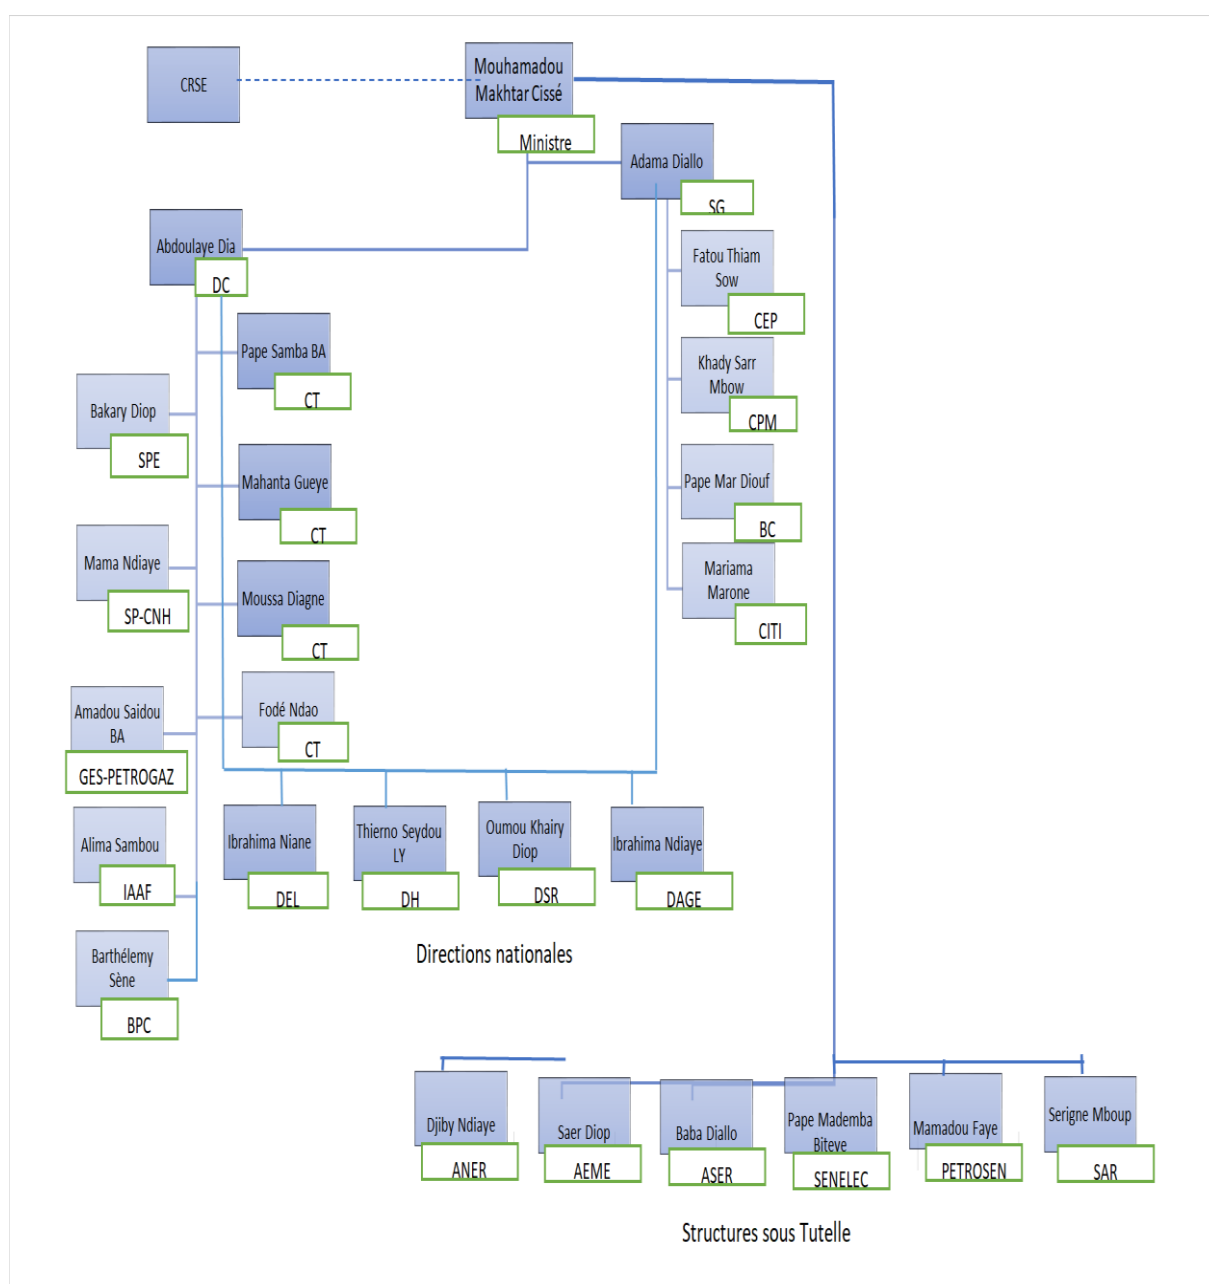 CRSE
Mouhamadou
Makhtar Cissé
Ministre
Adama Diallo
SG
Abdoulaye Dia
DC
Fatou Thiam
Sow
CEP
Pape Samba BA
CT
Khady Sarr
Mbow
CPM
Bakary Diop
SPE
Mahanta Gueye
CT
Pape Mar Diouf
BC
Mama Ndiaye
SP-CNH
Moussa Diagne
CT
Mariama
Marone
CITI
Amadou Saidou
BA
GES-PETROGAZ
Fodé Ndao
CT
Alima Sambou
IAAF
Ibrahima Niane
DEL
Thierno Seydou
LY
DH
Oumou Khairy
Diop
DSR
Ibrahima Ndiaye
DAGE
Barthélemy
Sène
BPC
Directions nationales
Djiby Ndiaye
ANER
Saer Diop
AEME
Baba Diallo
ASER
Pape Mademba
Biteye
SENELEC
Mamadou Faye
PETROSEN
Serigne Mboup
SAR
Structures sous Tutelle